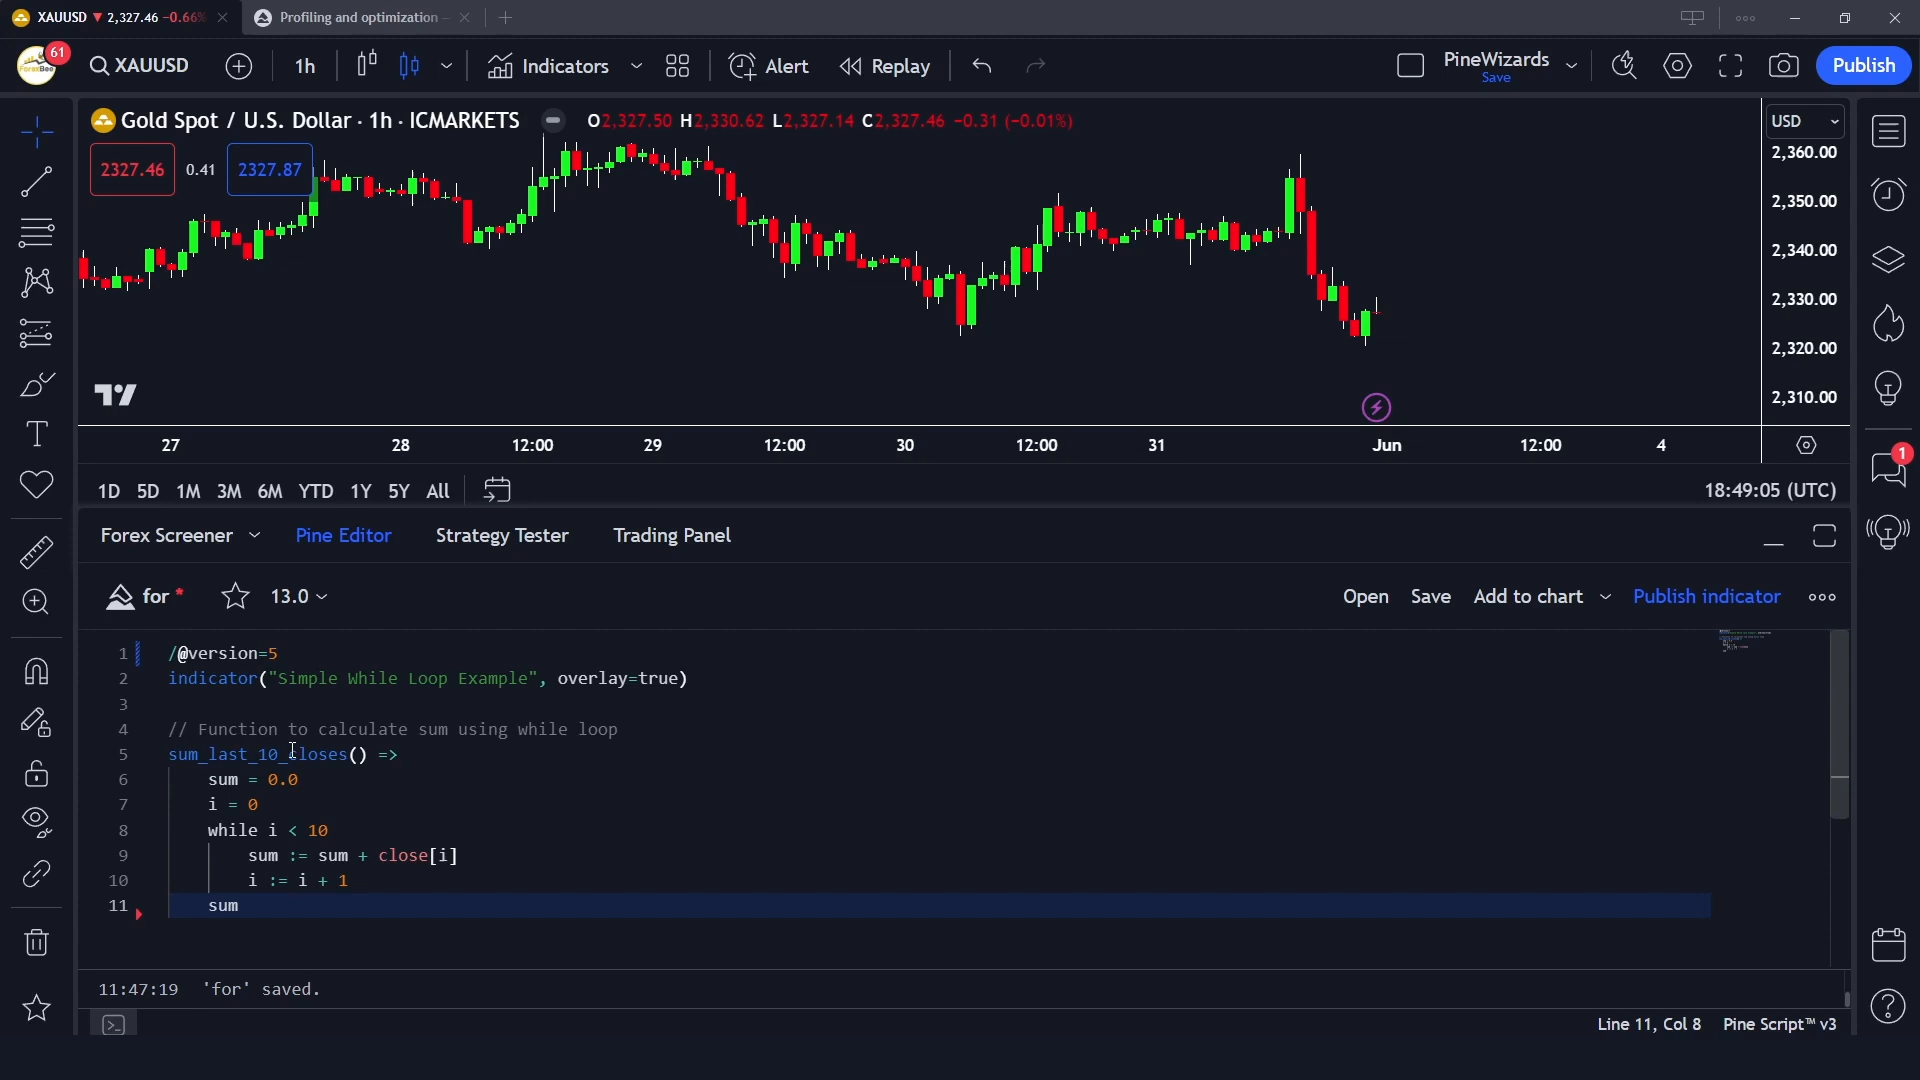 XAUUSD ▼ 2,327.46 −0.66%
Profiling and optimization
ForexBee
61
XAUUSD
1h
Indicators
Alert
Replay
PineWizards
Save
Publish
Gold Spot / U.S. Dollar · 1h · ICMARKETS
O2,327.50 H2,330.62 L2,327.14 C2,327.46 −0.31 (−0.01%)
USD
2327.46
0.41
2327.87
2,360.00
2,350.00
2,340.00
2,330.00
2,320.00
2,310.00
27
28
12:00
29
12:00
30
12:00
31
Jun
12:00
4
1
1D
5D
1M
3M
6M
YTD
1Y
5Y
All
18:49:05 (UTC)
Forex Screener
Pine Editor
Strategy Tester
Trading Panel
for *
13.0
Open
Save
Add to chart
Publish indicator
1 /@version=5
2 indicator("Simple While Loop Example", overlay=true)
3
4 // Function to calculate sum using while loop
5 sum_last_10_closes() =>
6 sum = 0.0
7 i = 0
8 while i < 10
9 sum := sum + close[i]
10 i := i + 1
11 sum
11:47:19 'for' saved.
Line 11, Col 8
Pine Script™ v3